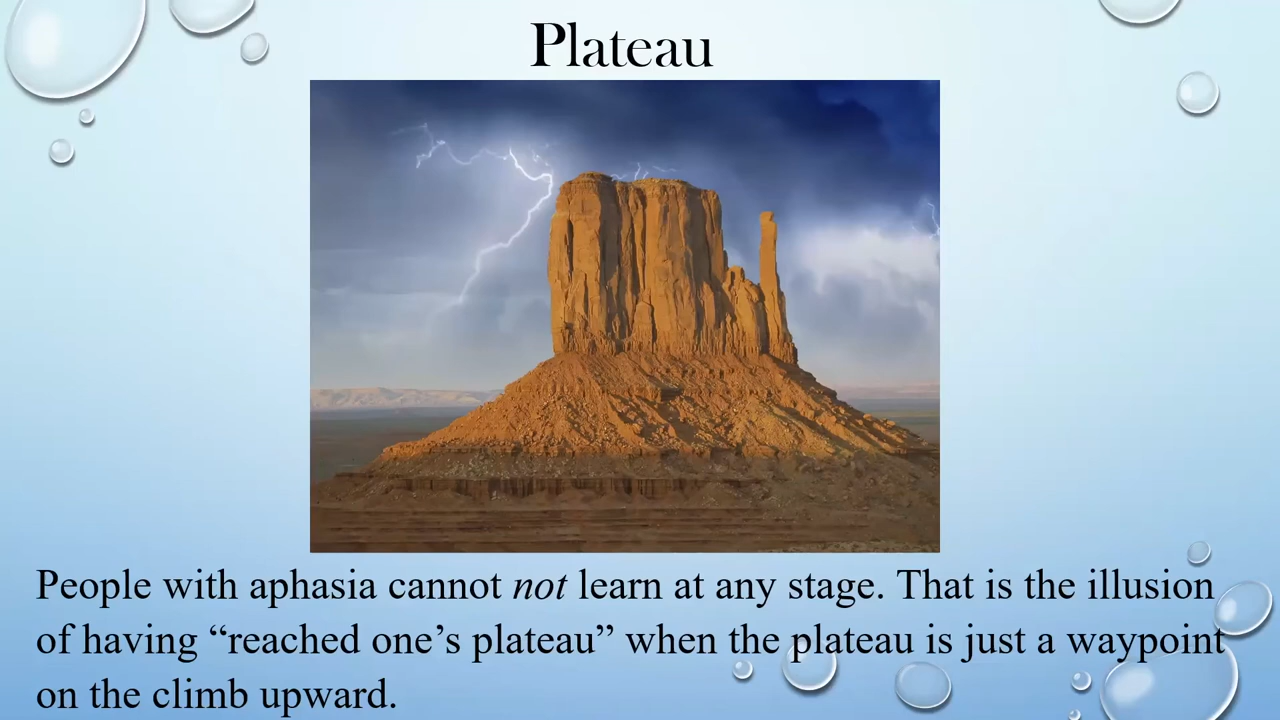 Plateau
People with aphasia cannot not learn at any stage. That is the illusion
of having “reached one’s plateau” when the plateau is just a waypoint
on the climb upward.